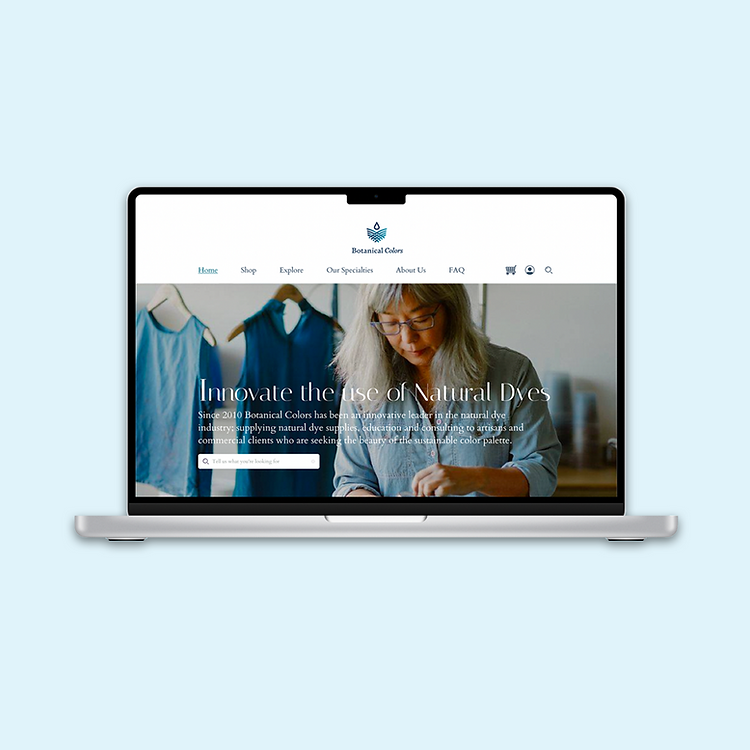 Botanical Colors
Home Shop Explore Our Specialties About Us FAQ
Innovate the use of Natural Dyes
Since 2010 Botanical Colors has been an innovative leader in the natural dye
industry; supplying natural dye supplies, education and consulting to artisans and
commercial clients who are seeking the beauty of the sustainable color palette.
Tell us what you're looking for